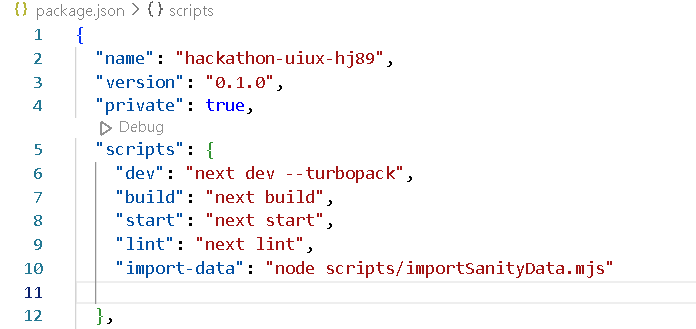 {} package.json > {} scripts
1 {
2 "name": "hackathon-uiux-hj89",
3 "version": "0.1.0",
4 "private": true,
Debug
5 "scripts": {
6 "dev": "next dev --turbopack",
7 "build": "next build",
8 "start": "next start",
9 "lint": "next lint",
10 "import-data": "node scripts/importSanityData.mjs"
11
12 },